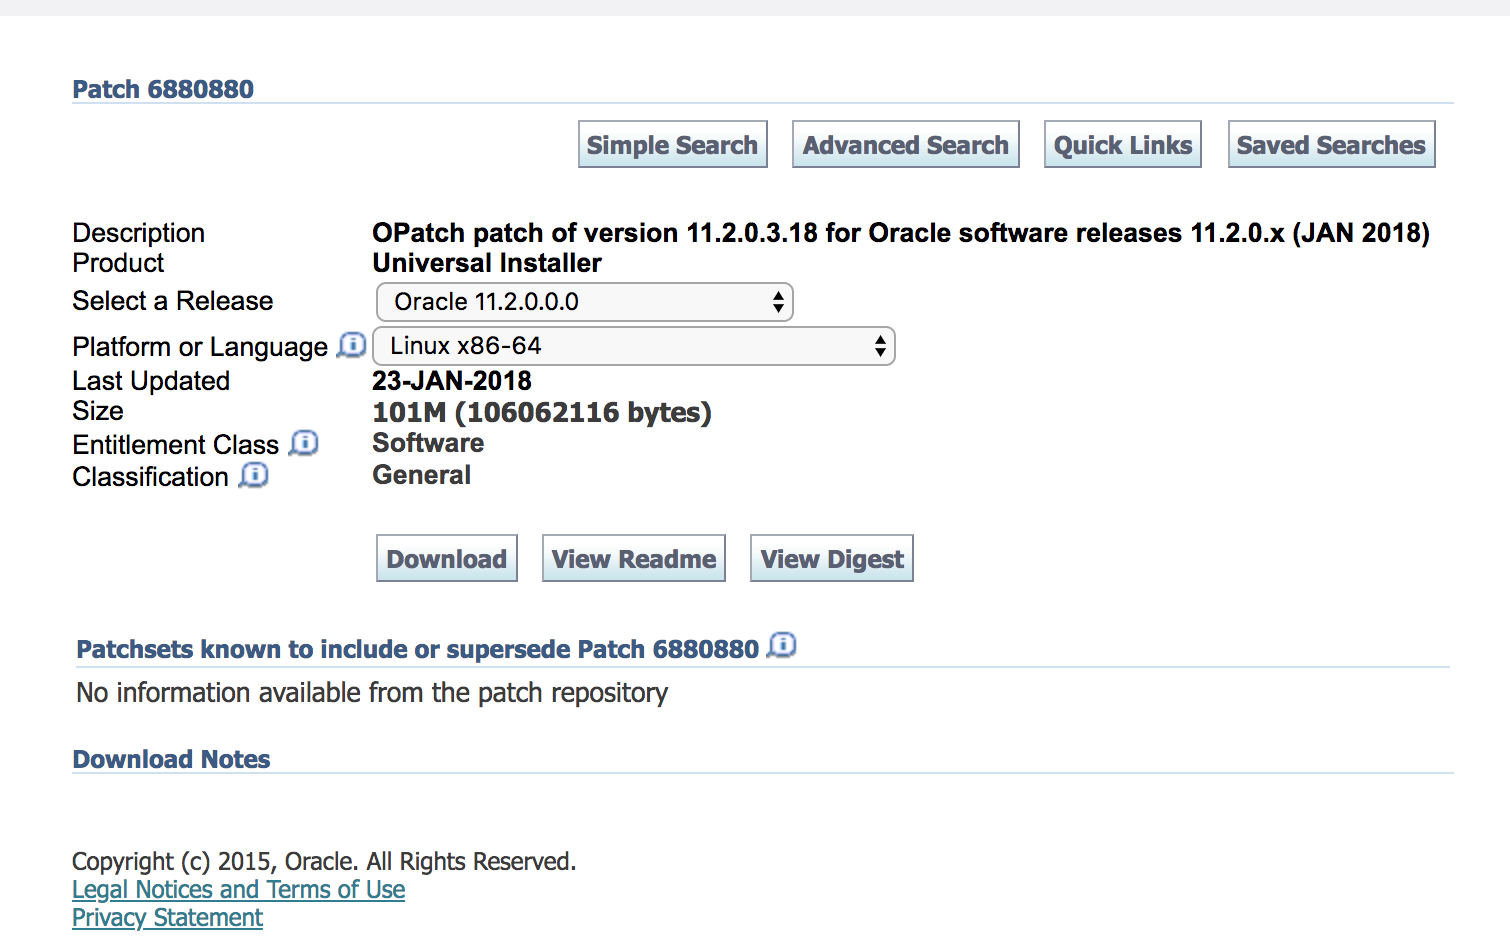 Patch 6880880
Simple Search Advanced Search Quick Links Saved Searches
Description OPatch patch of version 11.2.0.3.18 for Oracle software releases 11.2.0.x (JAN 2018)
Product Universal Installer
Select a Release Oracle 11.2.0.0.0
Platform or Language Linux x86-64
Last Updated 23-JAN-2018
Size 101M (106062116 bytes)
Entitlement Class Software
Classification General
Download View Readme View Digest
Patchsets known to include or supersede Patch 6880880
No information available from the patch repository
Download Notes
Copyright (c) 2015, Oracle. All Rights Reserved.
Legal Notices and Terms of Use
Privacy Statement